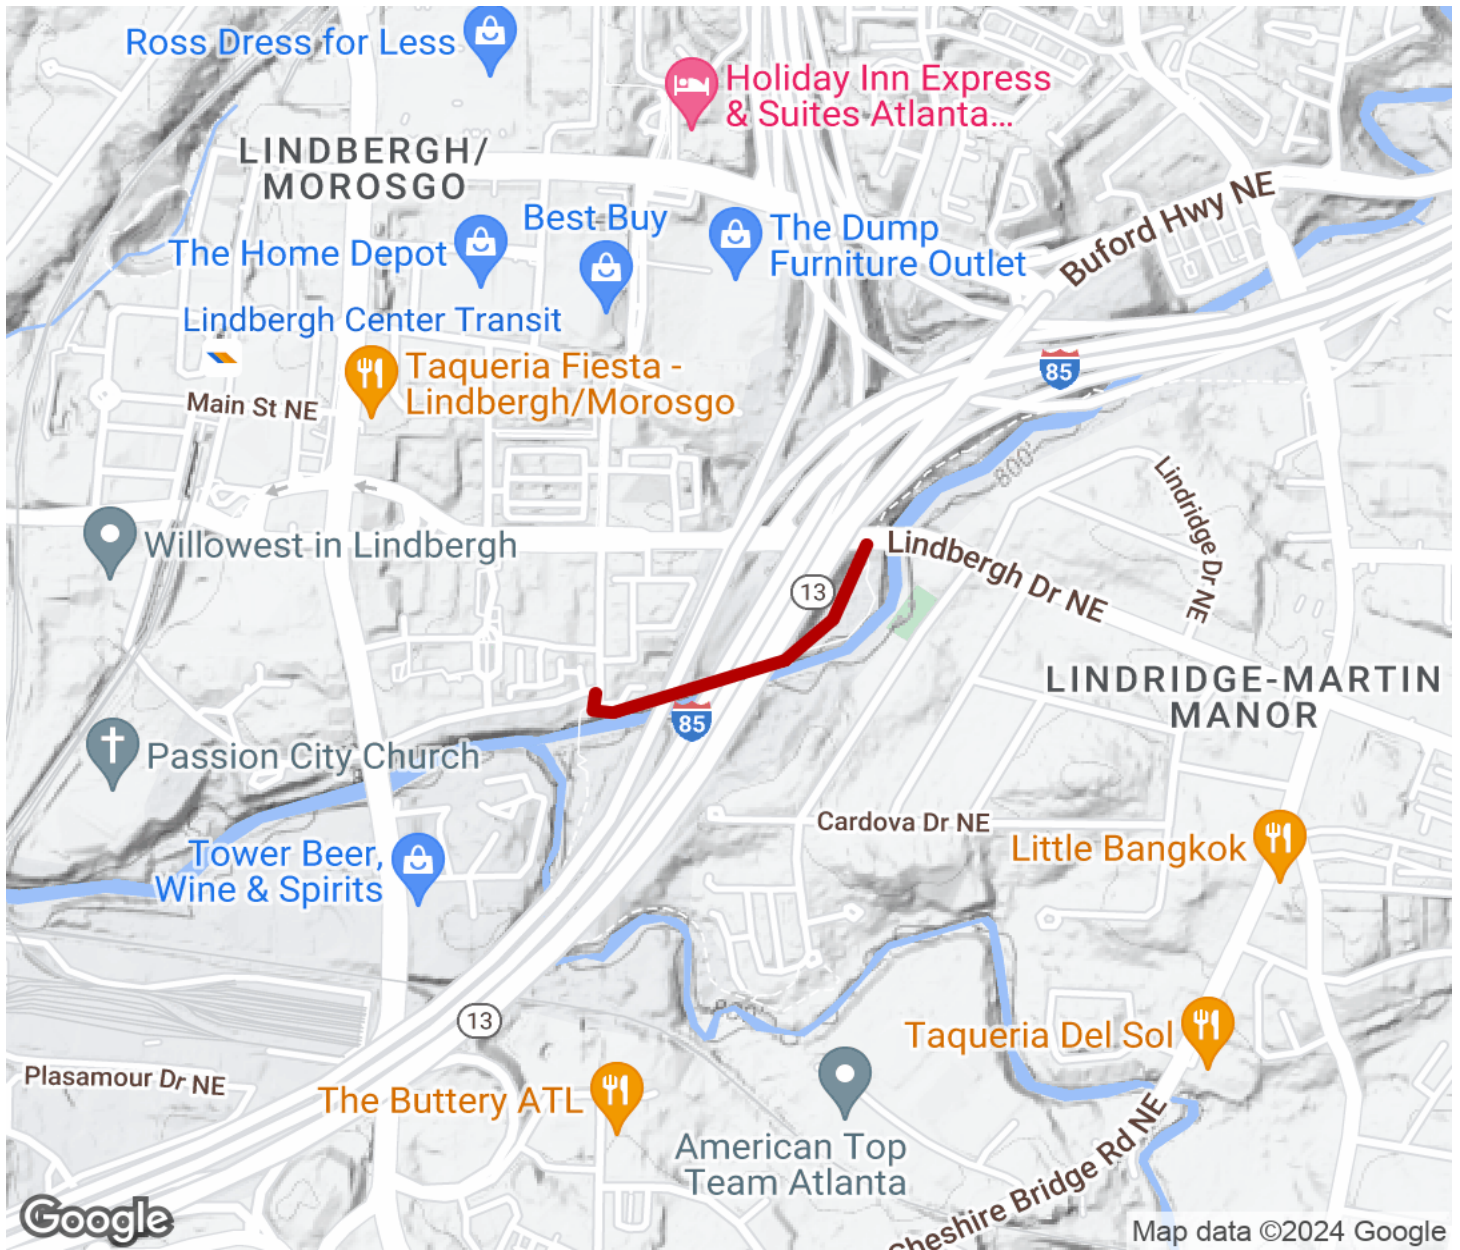 Ross Dress for Less
Holiday Inn Express
& Suites Atlanta...
LINDBERGH/
MOROSGO
Buford Hwy NE
Best Buy
The Home Depot
The Dump
Furniture Outlet
Lindbergh Center Transit
Taqueria Fiesta -
Lindbergh/Morosgo
85
Main St NE
800'
Lindridge Dr NE
Willowest in Lindbergh
Lindbergh Dr NE
13
LINDRIDGE-MARTIN
MANOR
85
Passion City Church
Cardova Dr NE
Little Bangkok
Tower Beer,
Wine & Spirits
800'
13
Taqueria Del Sol
Plasamour Dr NE
The Buttery ATL
American Top
Team Atlanta
Cheshire Bridge Rd NE
Google
Map data ©2024 Google